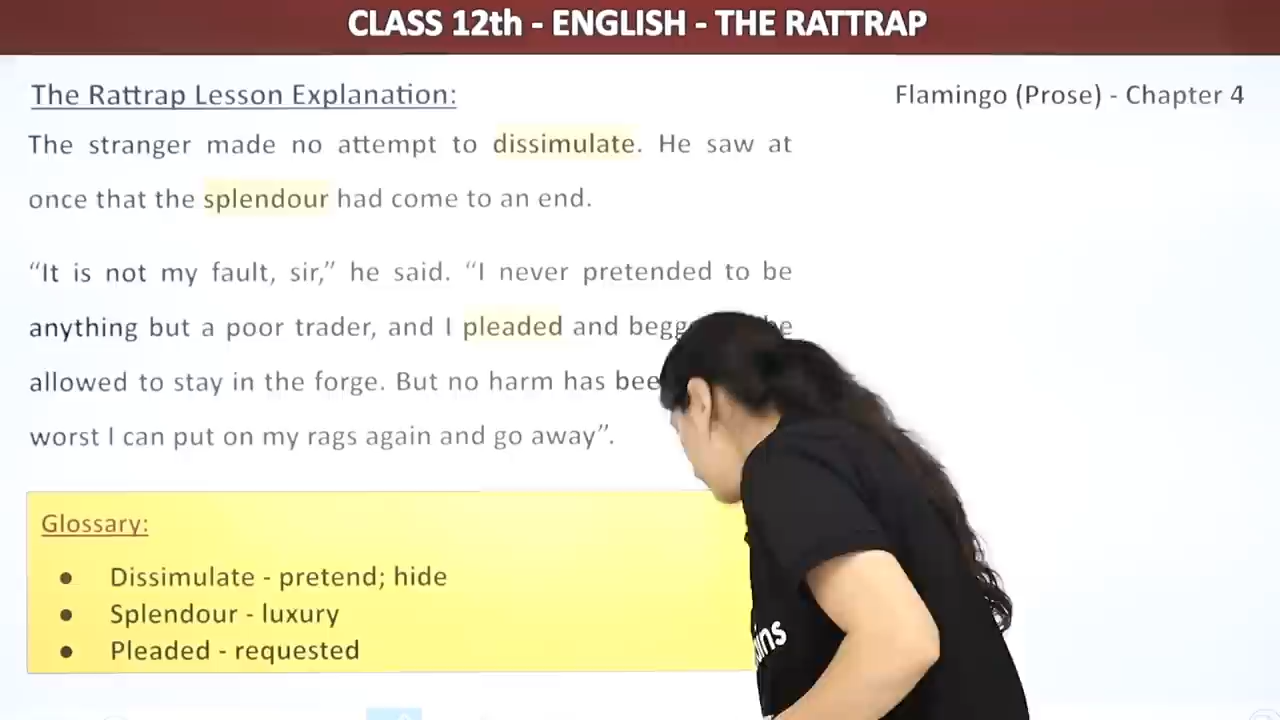 CLASS 12th - ENGLISH - THE RATTRAP
The Rattrap Lesson Explanation:
Flamingo (Prose) - Chapter 4
The stranger made no attempt to dissimulate. He saw at
once that the splendour had come to an end.
“It is not my fault, sir,” he said. “I never pretended to be
anything but a poor trader, and I pleaded and
allowed to stay in the forge. But no harm has
worst I can put on my rags again and go away”.
Glossary:
● Dissimulate - pretend; hide
● Splendour - luxury
● Pleaded - requested